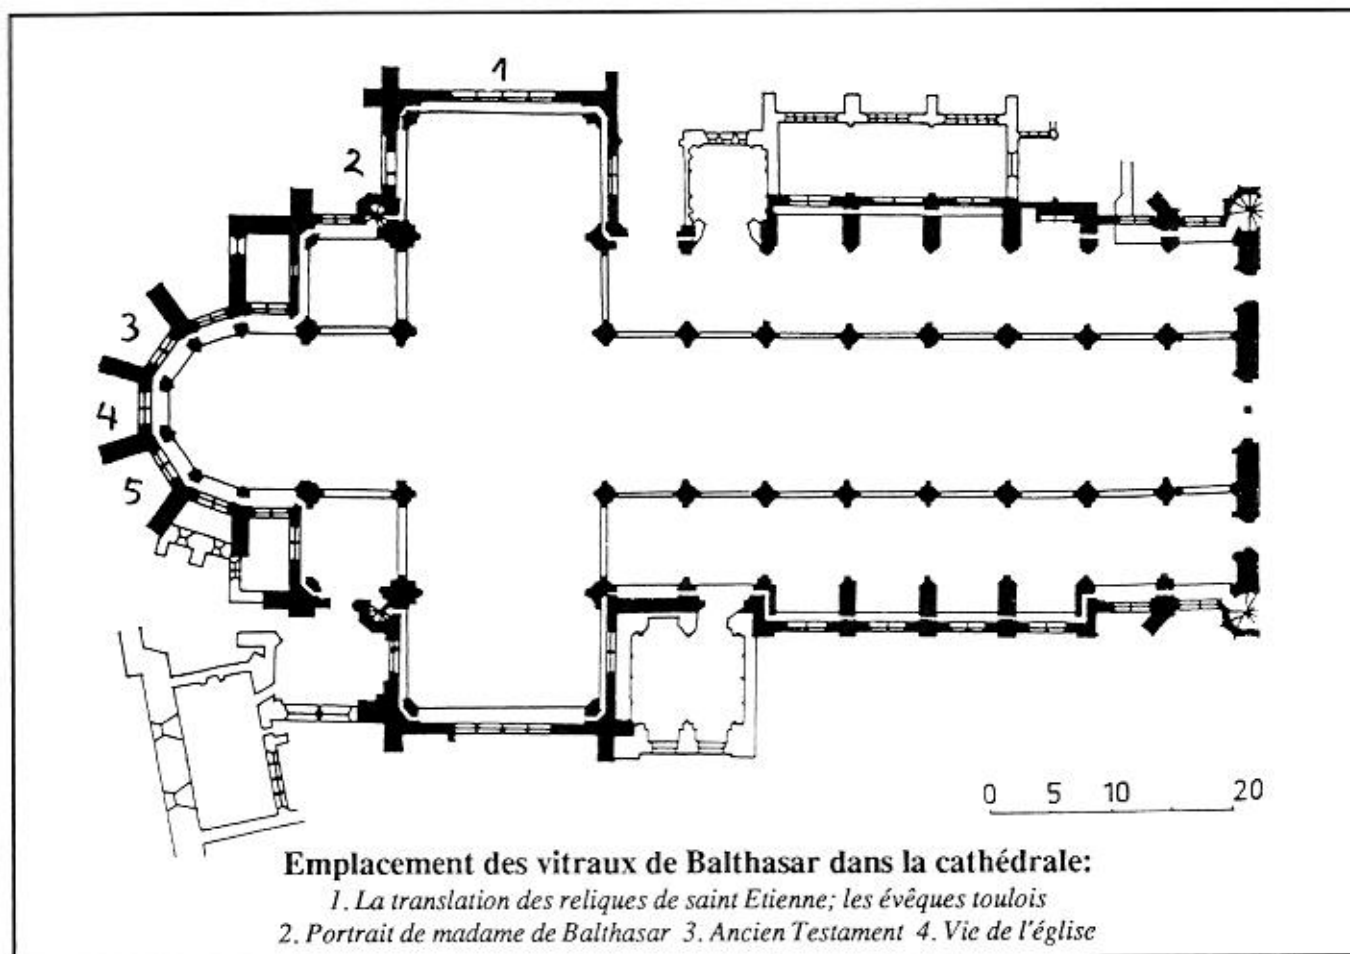 1
2
3
4
5
0 5 10 20
Emplacement des vitraux de Balthasar dans la cathédrale:
1. La translation des reliques de saint Etienne; les évêques toulois
2. Portrait de madame de Balthasar 3. Ancien Testament 4. Vie de l'église